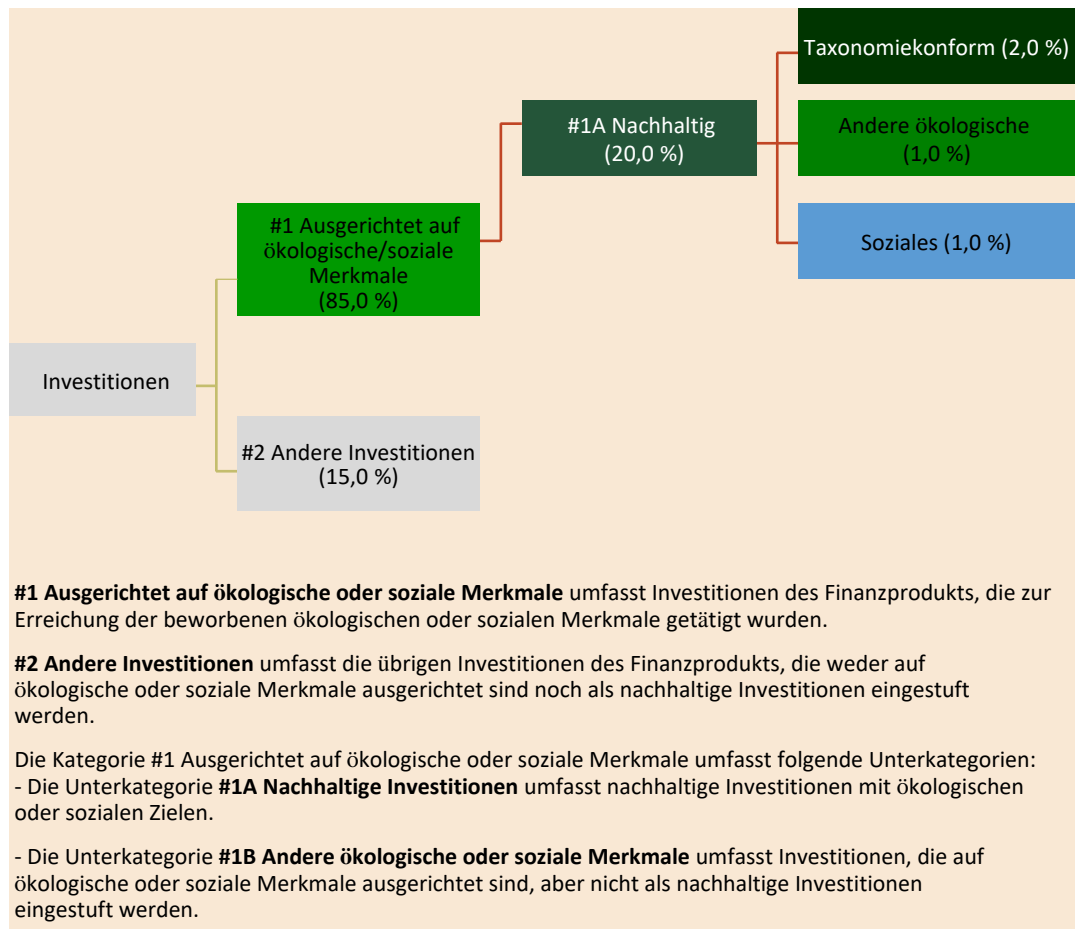 Taxonomiekonform (2,0 %)
#1A Nachhaltig
(20,0 %)
Andere ökologische
(1,0 %)
#1 Ausgerichtet auf
ökologische/soziale
Merkmale
(85,0 %)
Soziales (1,0 %)
Investitionen
#2 Andere Investitionen
(15,0 %)
#1 Ausgerichtet auf ökologische oder soziale Merkmale umfasst Investitionen des Finanzprodukts, die zur
Erreichung der beworbenen ökologischen oder sozialen Merkmale getätigt wurden.
#2 Andere Investitionen umfasst die übrigen Investitionen des Finanzprodukts, die weder auf
ökologische oder soziale Merkmale ausgerichtet sind noch als nachhaltige Investitionen eingestuft
werden.
Die Kategorie #1 Ausgerichtet auf ökologische oder soziale Merkmale umfasst folgende Unterkategorien:
- Die Unterkategorie #1A Nachhaltige Investitionen umfasst nachhaltige Investitionen mit ökologischen
oder sozialen Zielen.
- Die Unterkategorie #1B Andere ökologische oder soziale Merkmale umfasst Investitionen, die auf
ökologische oder soziale Merkmale ausgerichtet sind, aber nicht als nachhaltige Investitionen
eingestuft werden.